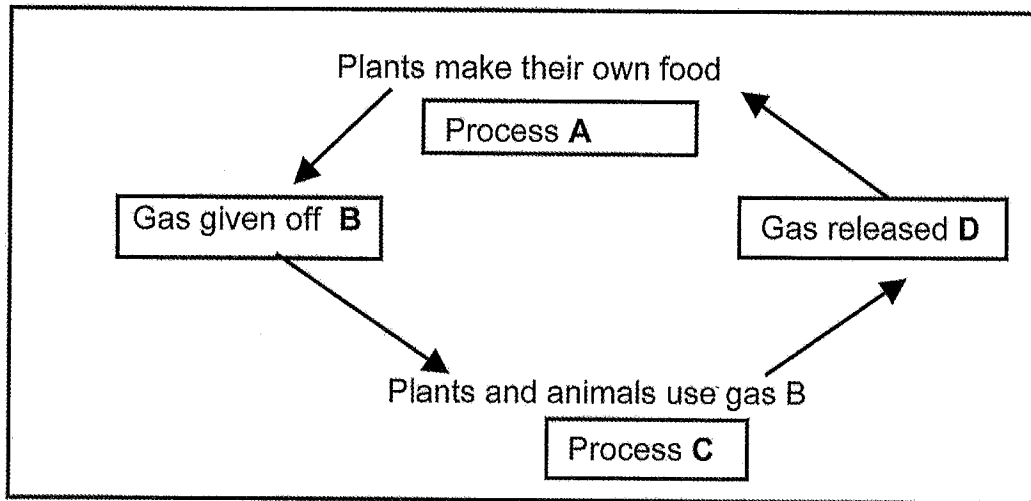 Plants make their own food
Process A
Gas given off B
Gas released D
Plants and animals use gas B
Process C